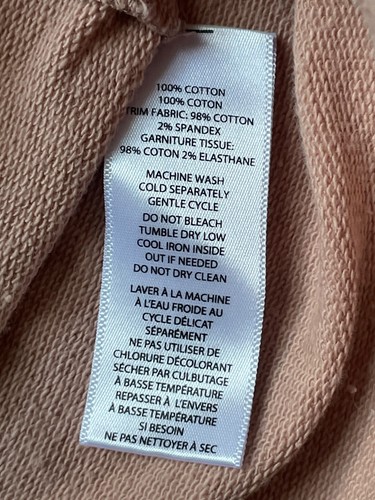 100% COTTON
100% COTON
TRIM FABRIC: 98% COTTON
2% SPANDEX
GARNITURE TISSUE:
98% COTON 2% ELASTHANE
MACHINE WASH
COLD SEPARATELY
GENTLE CYCLE
DO NOT BLEACH
TUMBLE DRY LOW
COOL IRON INSIDE
OUT IF NEEDED
DO NOT DRY CLEAN
LAVER À LA MACHINE
À L'EAU FROIDE AU
CYCLE DÉLICAT
SÉPARÉMENT
NE PAS UTILISER DE
CHLORURE DÉCOLORANT
SÉCHER PAR CULBUTAGE
À BASSE TEMPÉRATURE
REPASSER À L'ENVERS
À BASSE TEMPÉRATURE
SI BESOIN
NE PAS NETTOYER À SEC